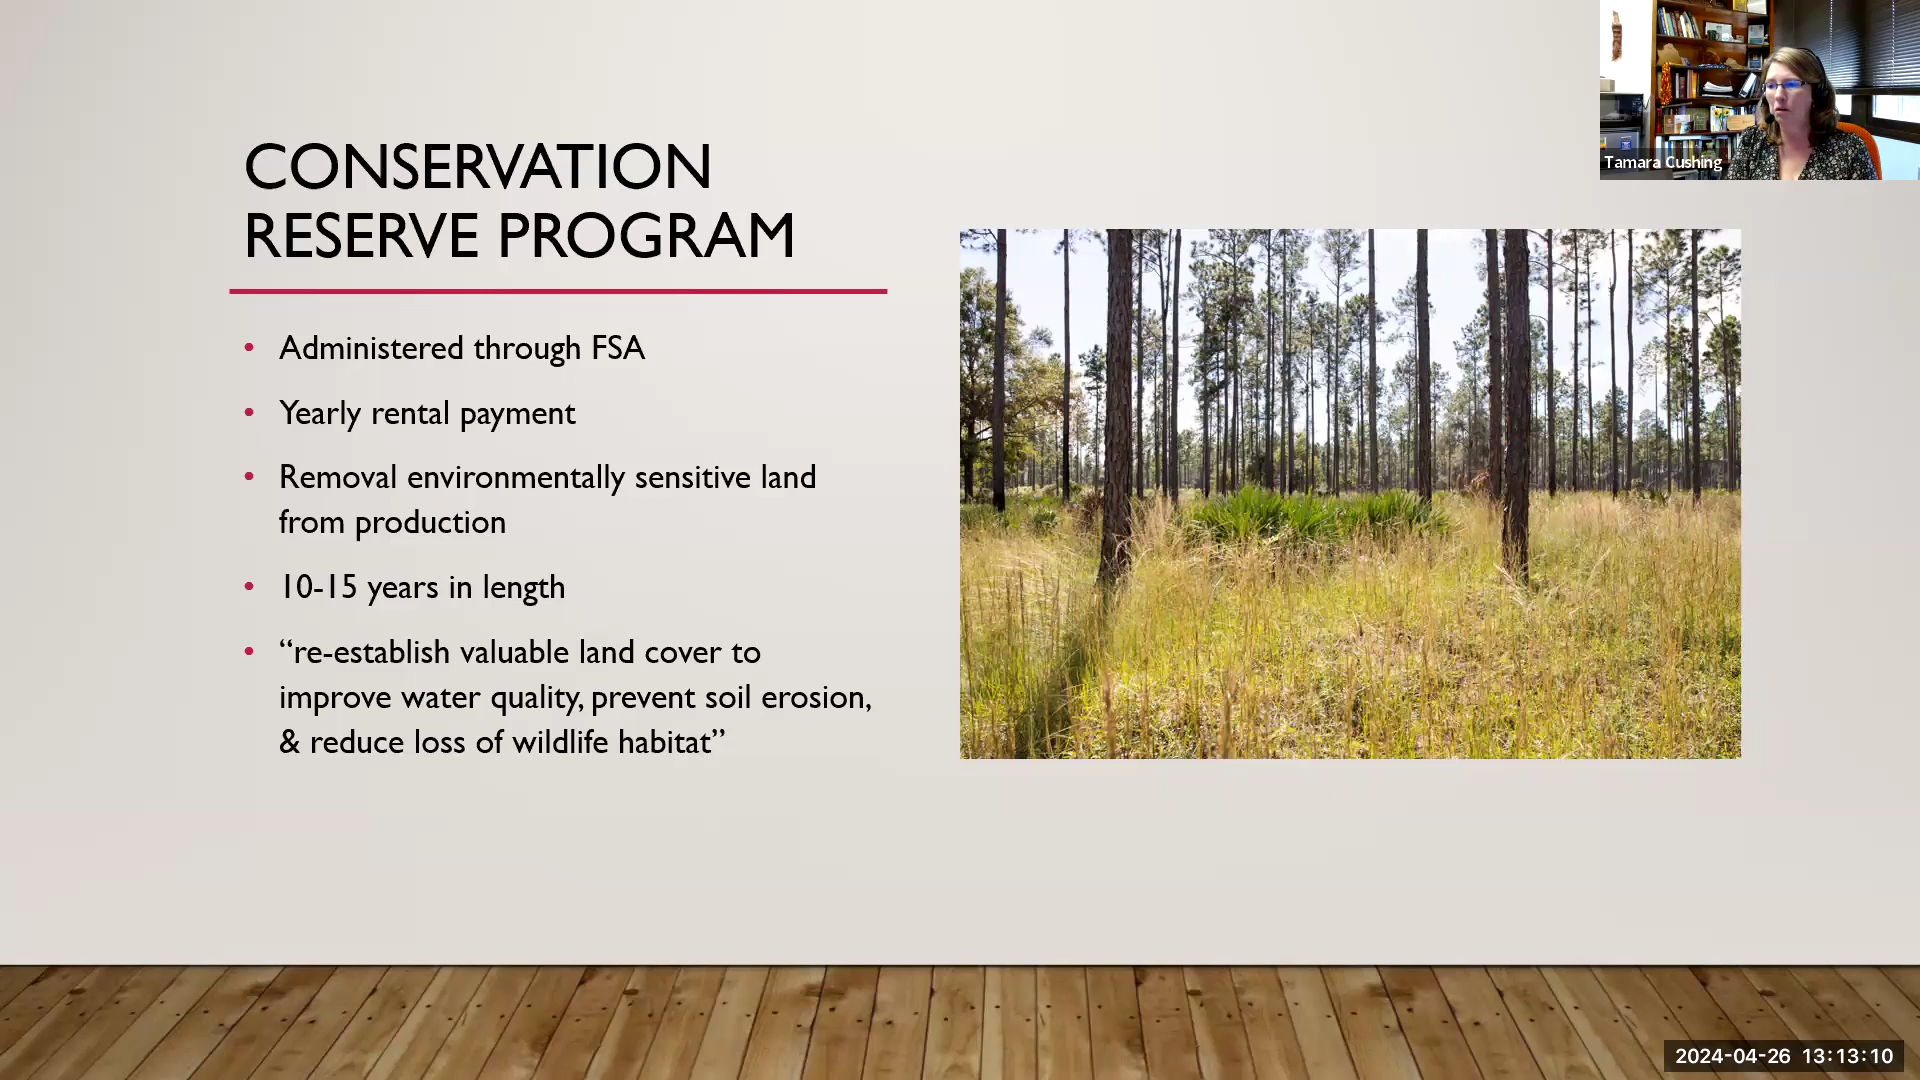 CONSERVATION
RESERVE PROGRAM
• Administered through FSA
• Yearly rental payment
• Removal environmentally sensitive land
from production
• 10-15 years in length
• “re-establish valuable land cover to
improve water quality, prevent soil erosion,
& reduce loss of wildlife habitat”
Tamara Cushing
2024-04-26 13:13:10